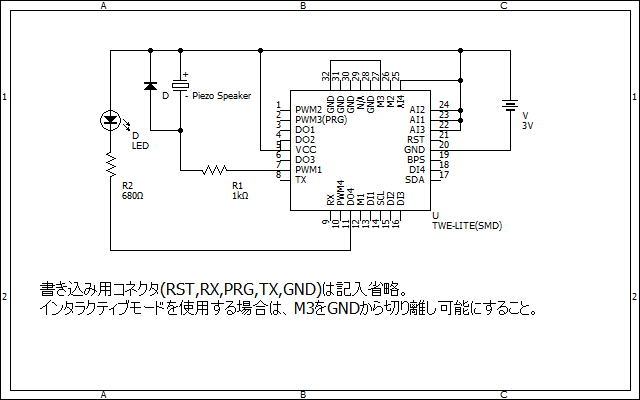 A B C
1 1
2 2
D
+
- Piezo Speaker
D
LED
R2
680Ω
R1
1kΩ
V
3V
32 31 30 29 28 27 26 25
GND GND GND N/V GND M3 M2 AI4
1 PWM2
2 PWM3(PRG)
3 DO1
4 DO2
5 VCC
6 DO3
7 PWM1
8 TX
AI2 24
AI1 23
AI3 22
RST 21
GND 20
BPS 19
DI4 18
SDA 17
RX PWM4 DO4 M1 DI1 SCL DI2 DI3
9 10 11 12 13 14 15 16
U
TWE-LITE(SMD)
書き込み用コネクタ(RST,RX,PRG,TX,GND)は記入省略。
インタラクティブモードを使用する場合は、M3をGNDから切り離し可能にすること。
A B C